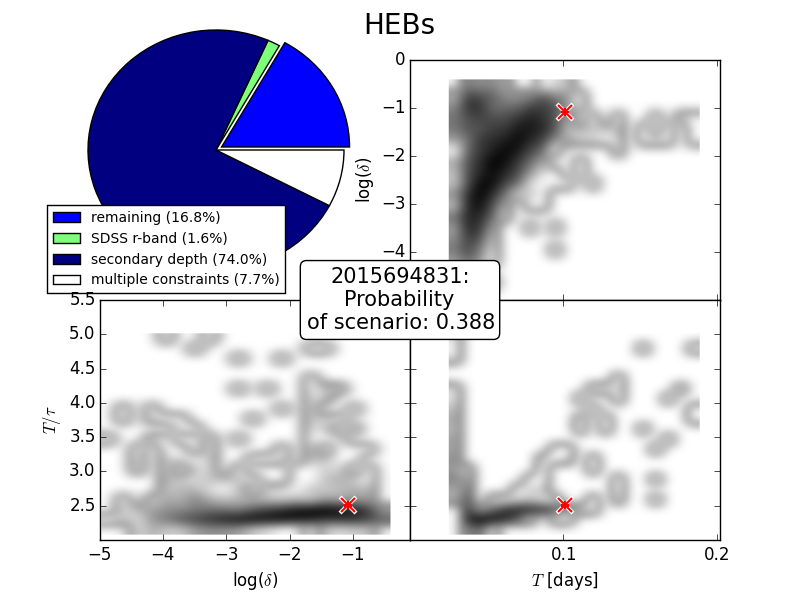 HEBs
remaining (16.8%)
SDSS r-band (1.6%)
secondary depth (74.0%)
multiple constraints (7.7%)
0
−1
−2
−3
−4
log(δ)
2015694831:
Probability
of scenario: 0.388
5.5
5.0
4.5
4.0
3.5
3.0
2.5
T/τ
−5 −4 −3 −2 −1
log(δ)
0.1 0.2
T [days]